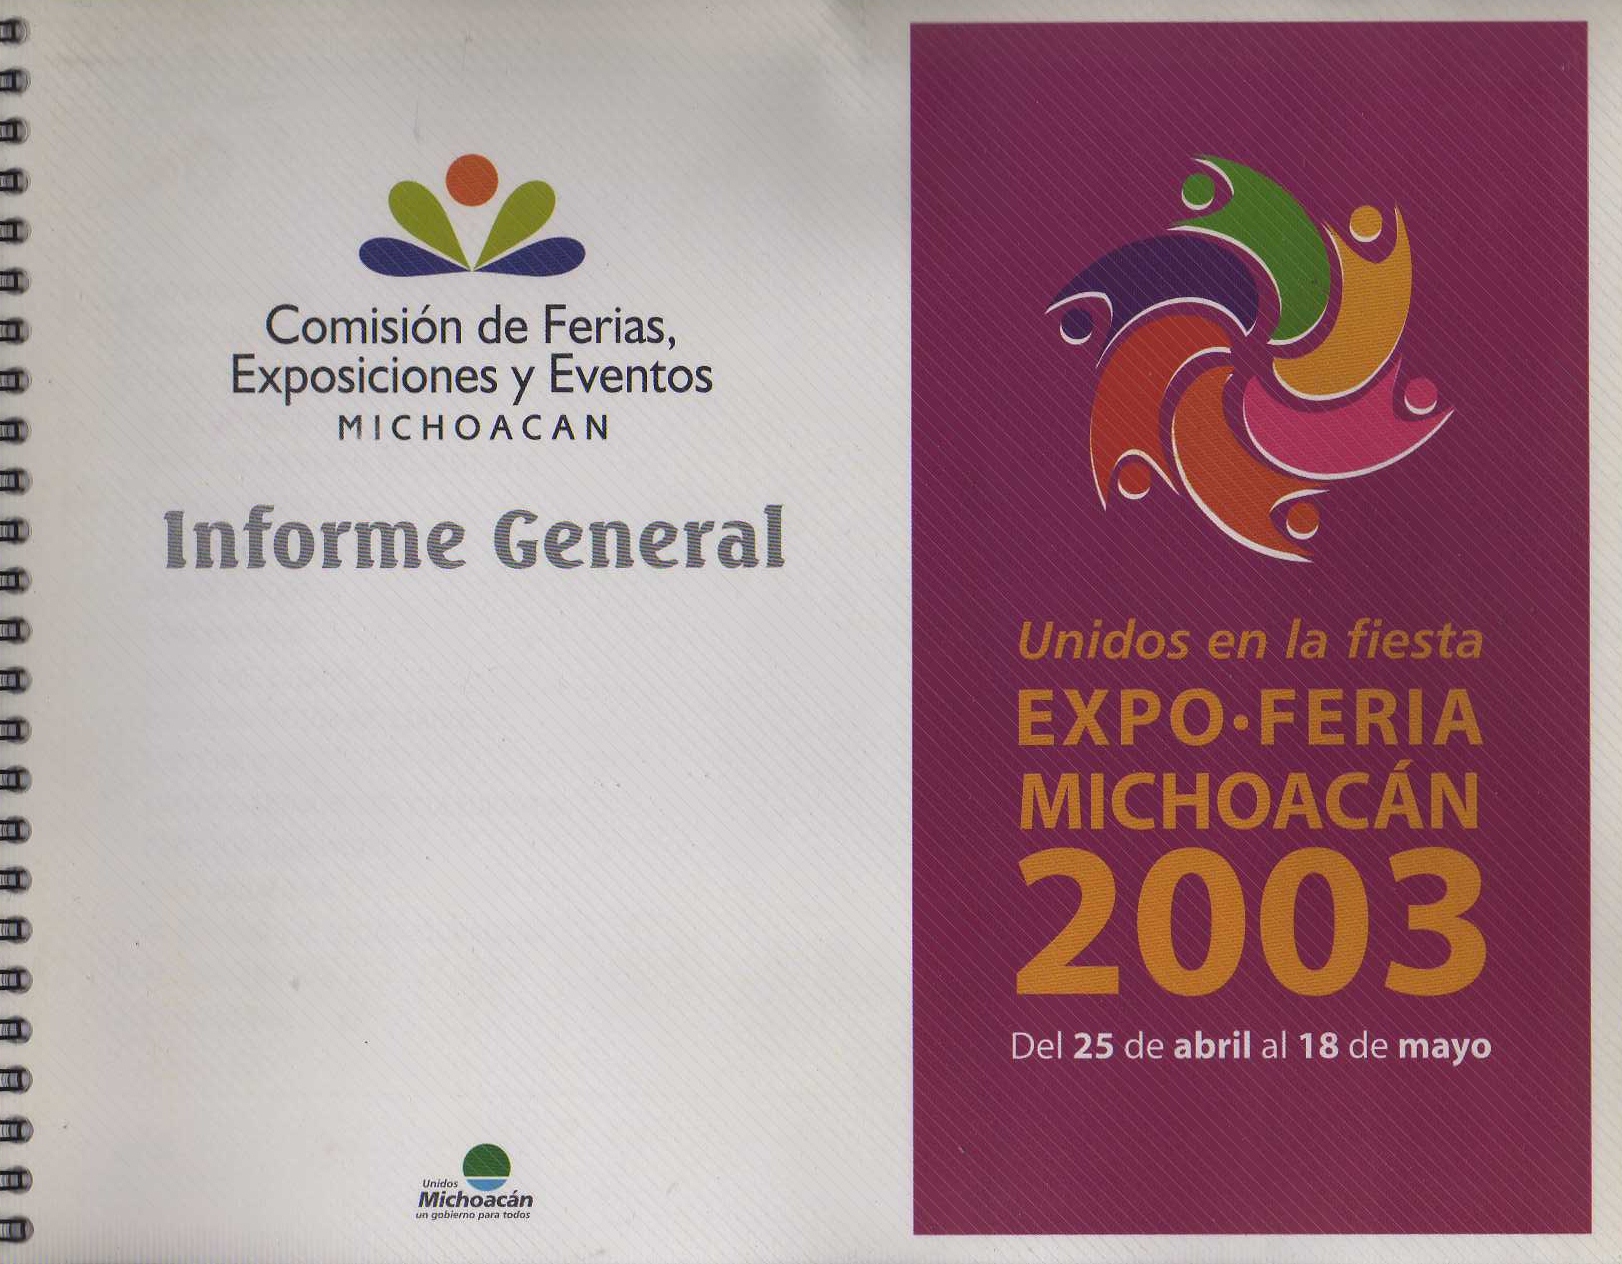 Comisión de Ferias,
Exposiciones y Eventos
MICHOACAN
Informe General
Unidos
Michoacán
un gobierno para todos
Unidos en la fiesta
EXPO•FERIA
MICHOACÁN
2003
Del 25 de abril al 18 de mayo